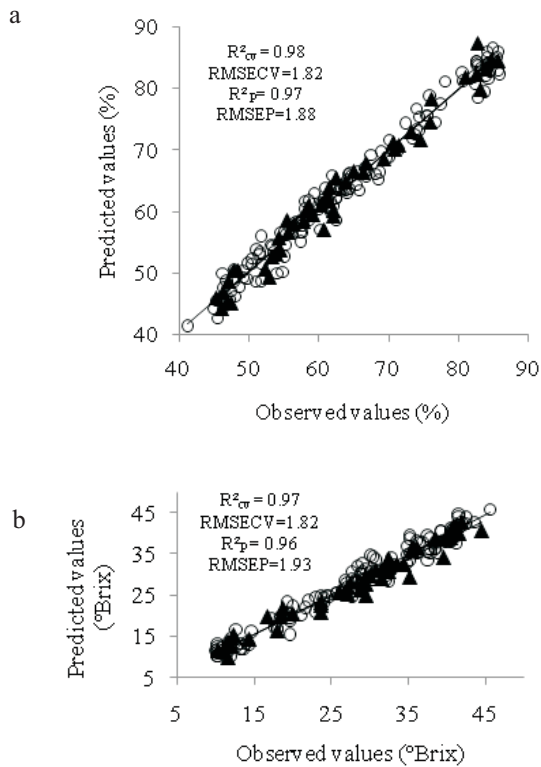 a
R²cv = 0.98
RMSECV=1.82
R²p= 0.97
RMSEP=1.88
Predicted values (%)
90
80
70
60
50
40
40 50 60 70 80 90
Observed values (%)
b
R²cv = 0.97
RMSECV=1.82
R²p= 0.96
RMSEP=1.93
Predicted values
(ºBrix)
45
35
25
15
5
5 15 25 35 45
Observed values (ºBrix)